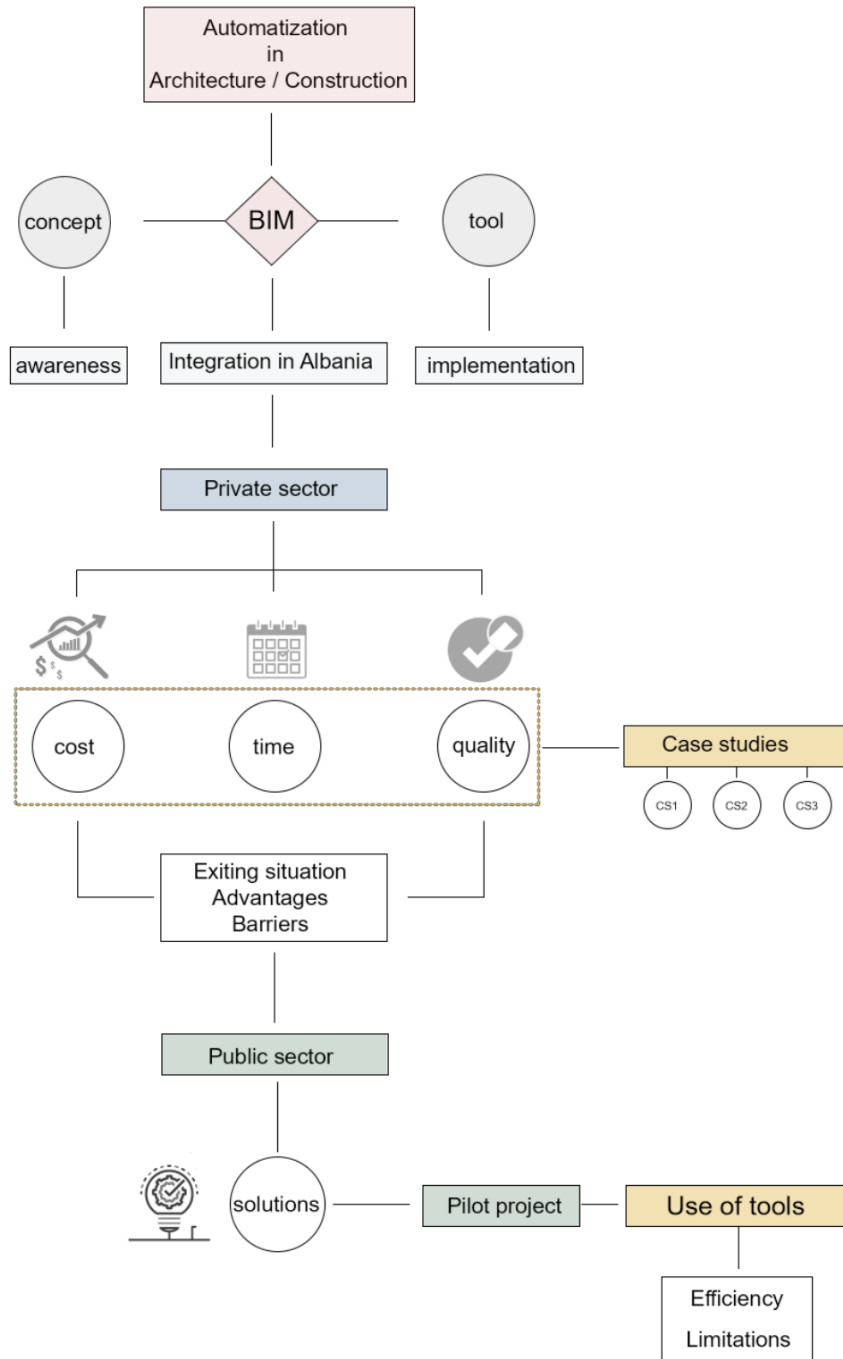 Automatization
in
Architecture / Construction
concept
BIM
tool
awareness
Integration in Albania
implementation
Private sector
$ $ $
cost
time
quality
Case studies
CS1
CS2
CS3
Exiting situation
Advantages
Barriers
Public sector
solutions
Pilot project
Use of tools
Efficiency
Limitations